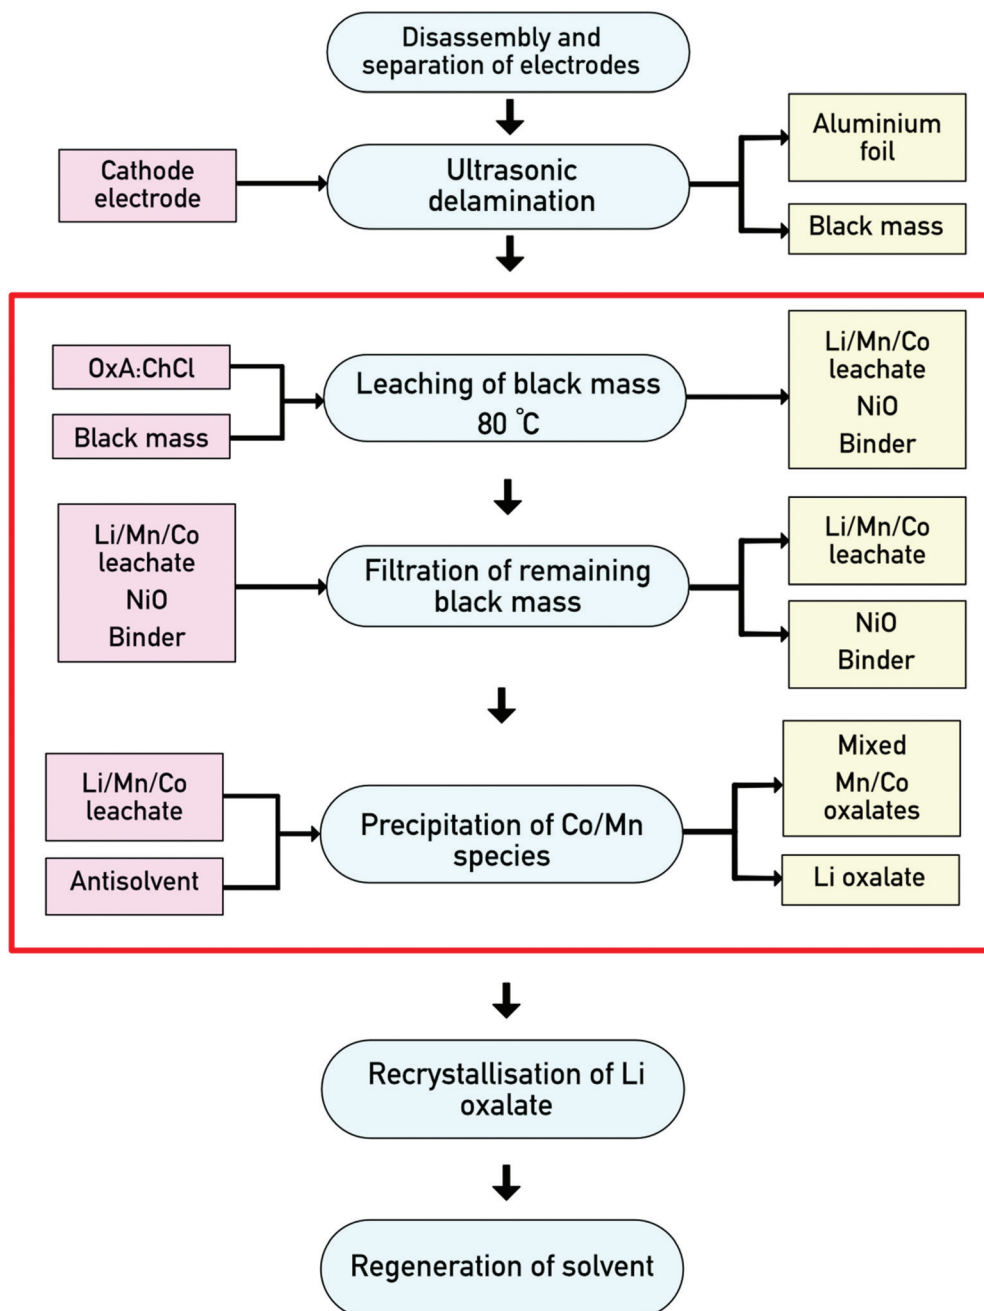 Disassembly and
separation of electrodes
Cathode
electrode
Ultrasonic
delamination
Aluminium
foil
Black mass
OxA:ChCl
Black mass
Leaching of black mass
80 °C
Li/Mn/Co
leachate
NiO
Binder
Li/Mn/Co
leachate
NiO
Binder
Filtration of remaining
black mass
Li/Mn/Co
leachate
NiO
Binder
Li/Mn/Co
leachate
Antisolvent
Precipitation of Co/Mn
species
Mixed
Mn/Co
oxalates
Li oxalate
Recrystallisation of Li
oxalate
Regeneration of solvent